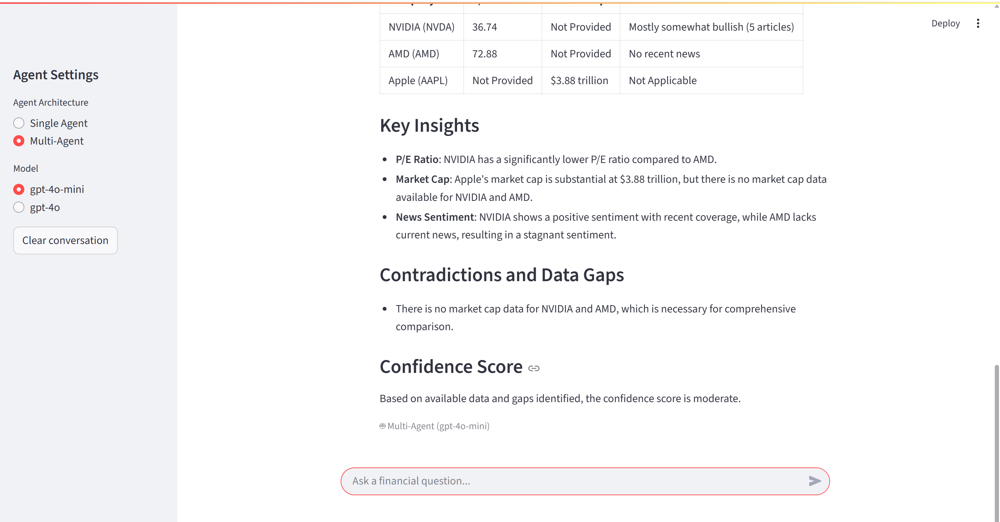 Deploy
Agent Settings
Agent Architecture
Single Agent
Multi-Agent
Model
gpt-4o-mini
gpt-4o
Clear conversation
NVIDIA (NVDA) 36.74 Not Provided Mostly somewhat bullish (5 articles)
AMD (AMD) 72.88 Not Provided No recent news
Apple (AAPL) Not Provided $3.88 trillion Not Applicable
Key Insights
• P/E Ratio: NVIDIA has a significantly lower P/E ratio compared to AMD.
• Market Cap: Apple's market cap is substantial at $3.88 trillion, but there is no market cap data
available for NVIDIA and AMD.
• News Sentiment: NVIDIA shows a positive sentiment with recent coverage, while AMD lacks
current news, resulting in a stagnant sentiment.
Contradictions and Data Gaps
• There is no market cap data for NVIDIA and AMD, which is necessary for comprehensive
comparison.
Confidence Score
Based on available data and gaps identified, the confidence score is moderate.
Multi-Agent (gpt-4o-mini)
Ask a financial question...